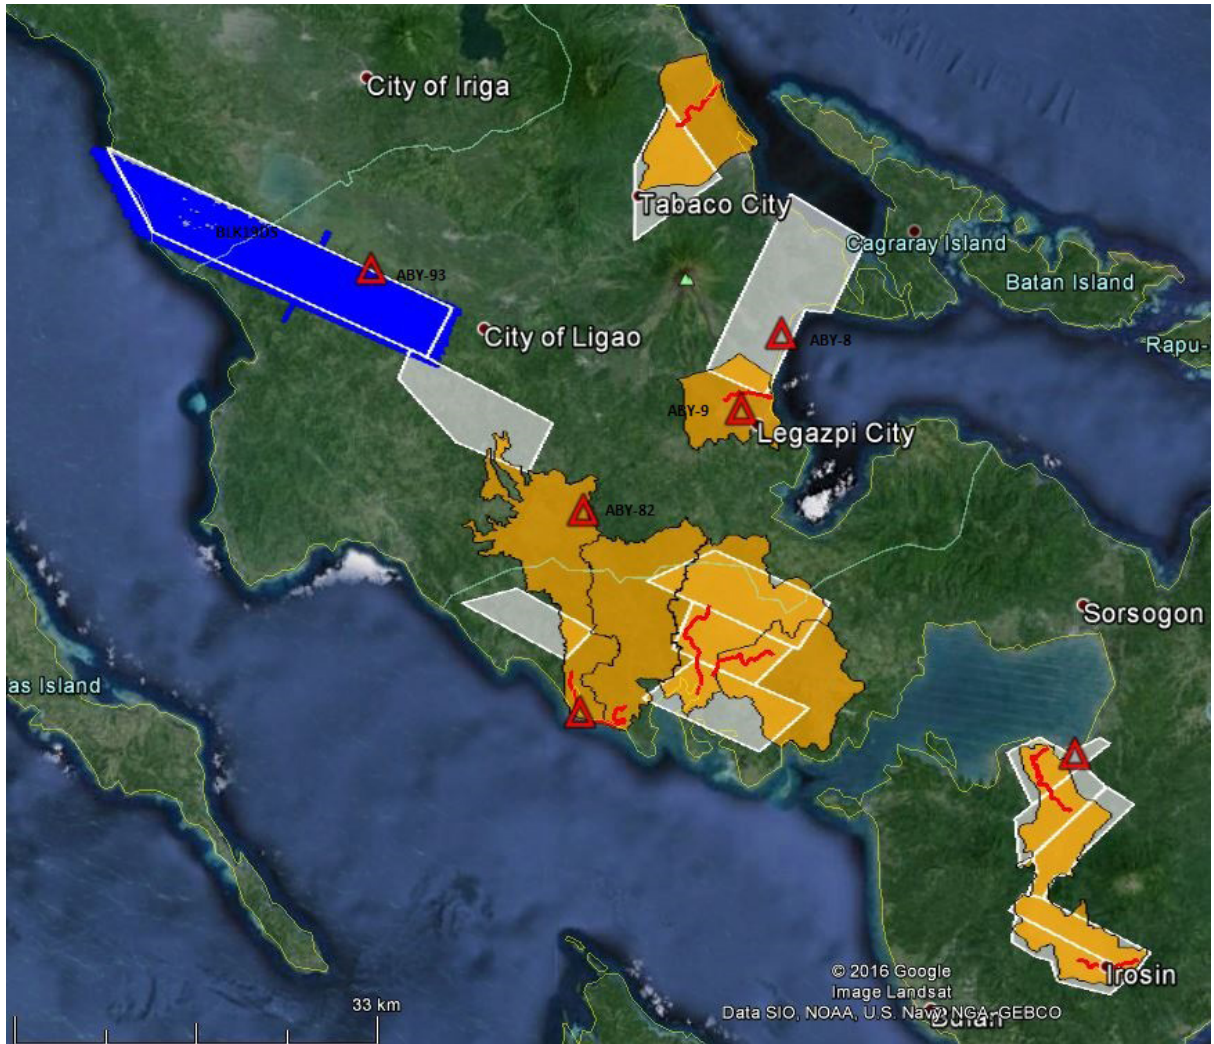 City of Iriga
Tabaco City
BLK19DS
Cagraray Island
ABY-93
Batan Island
City of Ligao
ABY-8
Rapu-
ABY-9
Legazpi City
ABY-82
Sorsogon
as Island
© 2016 Google
Irosin
Image Landsat
33 km
Data SIO, NOAA, U.S. Navy, NGA, GEBCO
Bulan